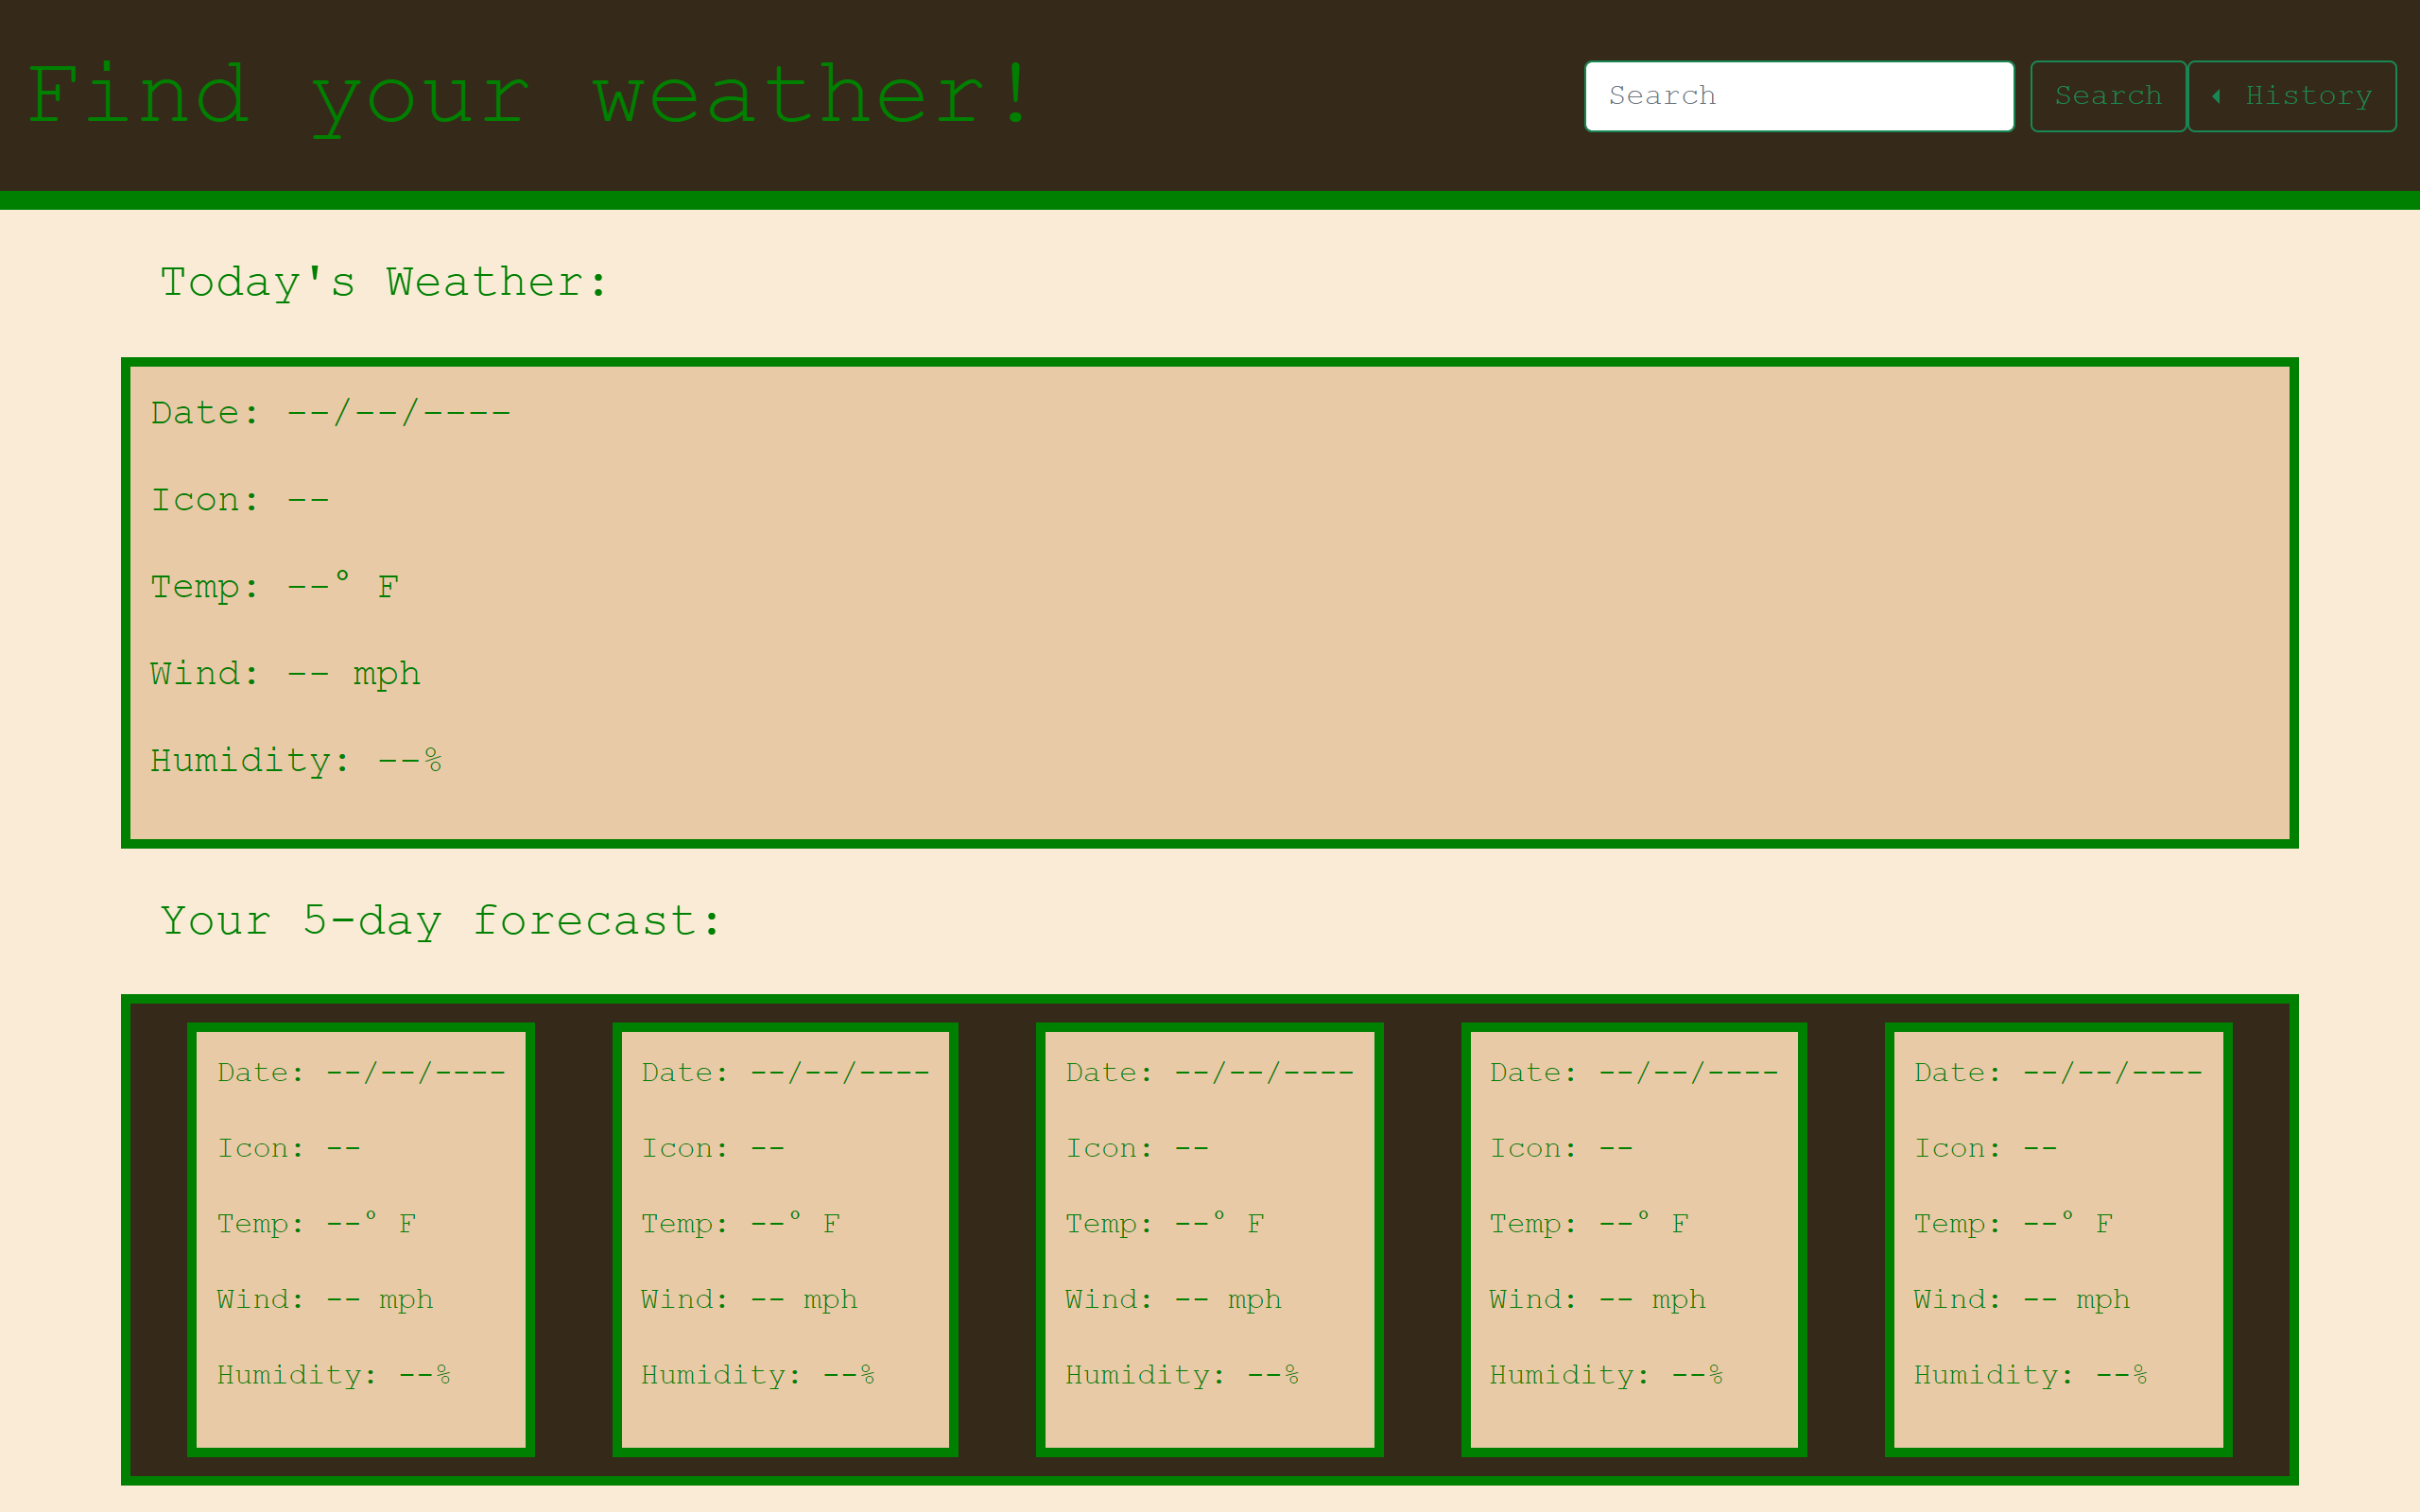 Find your weather!
Search
Search
History
Today's Weather:
Date: --/--/----
Icon: --
Temp: --° F
Wind: -- mph
Humidity: --%
Your 5-day forecast:
Date: --/--/----
Icon: --
Temp: --° F
Wind: -- mph
Humidity: --%
Date: --/--/----
Icon: --
Temp: --° F
Wind: -- mph
Humidity: --%
Date: --/--/----
Icon: --
Temp: --° F
Wind: -- mph
Humidity: --%
Date: --/--/----
Icon: --
Temp: --° F
Wind: -- mph
Humidity: --%
Date: --/--/----
Icon: --
Temp: --° F
Wind: -- mph
Humidity: --%